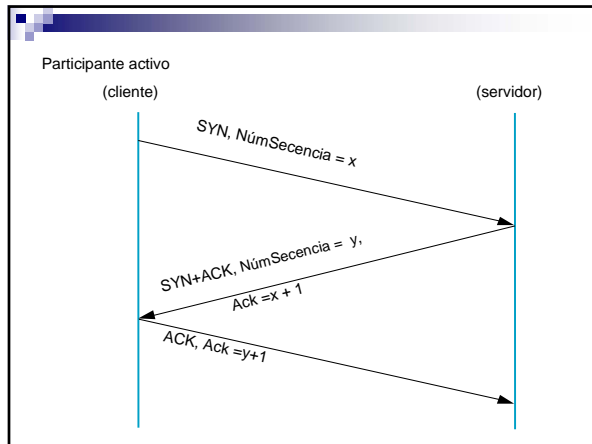 Participante activo
(cliente)
(servidor)
SYN, NúmSecencia = x
SYN+ACK, NúmSecencia = y,
Ack =x + 1
ACK, Ack =y+1